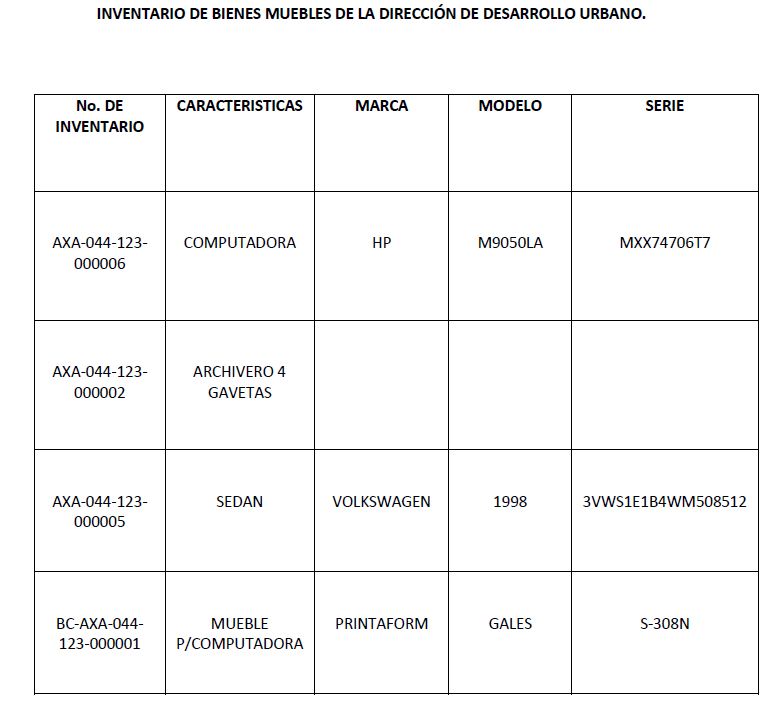 INVENTARIO DE BIENES MUEBLES DE LA DIRECCIÓN DE DESARROLLO URBANO.
No. DE INVENTARIO CARACTERISTICAS MARCA MODELO SERIE
AXA-044-123-000006 COMPUTADORA HP M9050LA MXX74706T7
AXA-044-123-000002 ARCHIVERO 4 GAVETAS
AXA-044-123-000005 SEDAN VOLKSWAGEN 1998 3VWS1E1B4WM508512
BC-AXA-044-123-000001 MUEBLE P/COMPUTADORA PRINTAFORM GALES S-308N